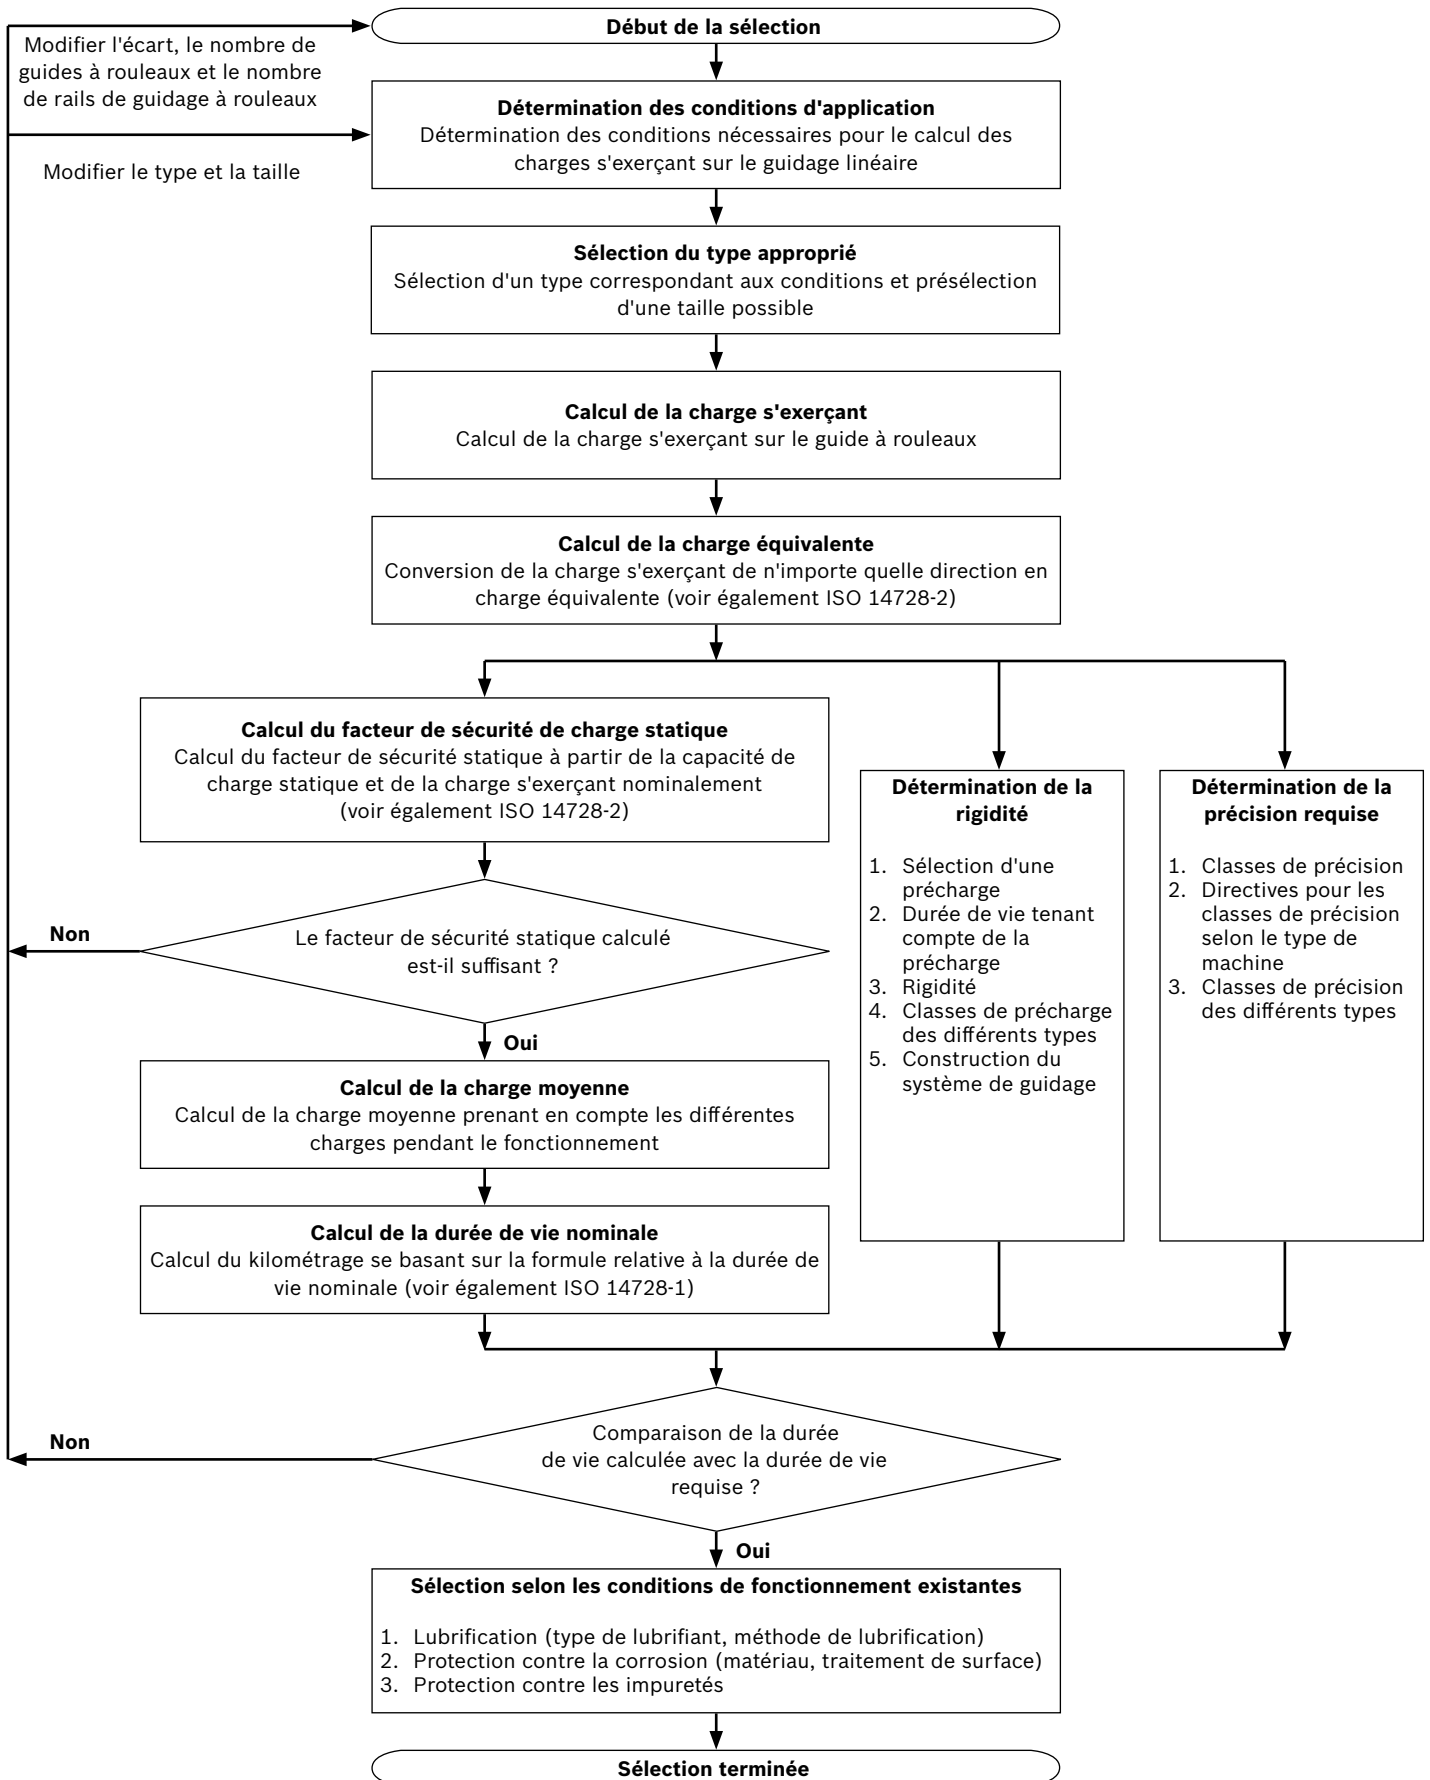 Début de la sélection
Modifier l'écart, le nombre de
guides à rouleaux et le nombre
de rails de guidage à rouleaux
Modifier le type et la taille
Détermination des conditions d'application
Détermination des conditions nécessaires pour le calcul des
charges s'exerçant sur le guidage linéaire
Sélection du type approprié
Sélection d'un type correspondant aux conditions et présélection
d'une taille possible
Calcul de la charge s'exerçant
Calcul de la charge s'exerçant sur le guide à rouleaux
Calcul de la charge équivalente
Conversion de la charge s'exerçant de n'importe quelle direction en
charge équivalente (voir également ISO 14728-2)
Calcul du facteur de sécurité de charge statique
Calcul du facteur de sécurité statique à partir de la capacité de
charge statique et de la charge s'exerçant nominalement
(voir également ISO 14728-2)
Non
Le facteur de sécurité statique calculé
est-il suffisant ?
Oui
Calcul de la charge moyenne
Calcul de la charge moyenne prenant en compte les différentes
charges pendant le fonctionnement
Calcul de la durée de vie nominale
Calcul du kilométrage se basant sur la formule relative à la durée de
vie nominale (voir également ISO 14728-1)
Détermination de la
rigidité
1. Sélection d'une
précharge
2. Durée de vie tenant
compte de la
précharge
3. Rigidité
4. Classes de précharge
des différents types
5. Construction du
système de guidage
Détermination de la
précision requise
1. Classes de précision
2. Directives pour les
classes de précision
selon le type de
machine
3. Classes de précision
des différents types
Non
Comparaison de la durée
de vie calculée avec la durée de vie
requise ?
Oui
Sélection selon les conditions de fonctionnement existantes
1. Lubrification (type de lubrifiant, méthode de lubrification)
2. Protection contre la corrosion (matériau, traitement de surface)
3. Protection contre les impuretés
Sélection terminée